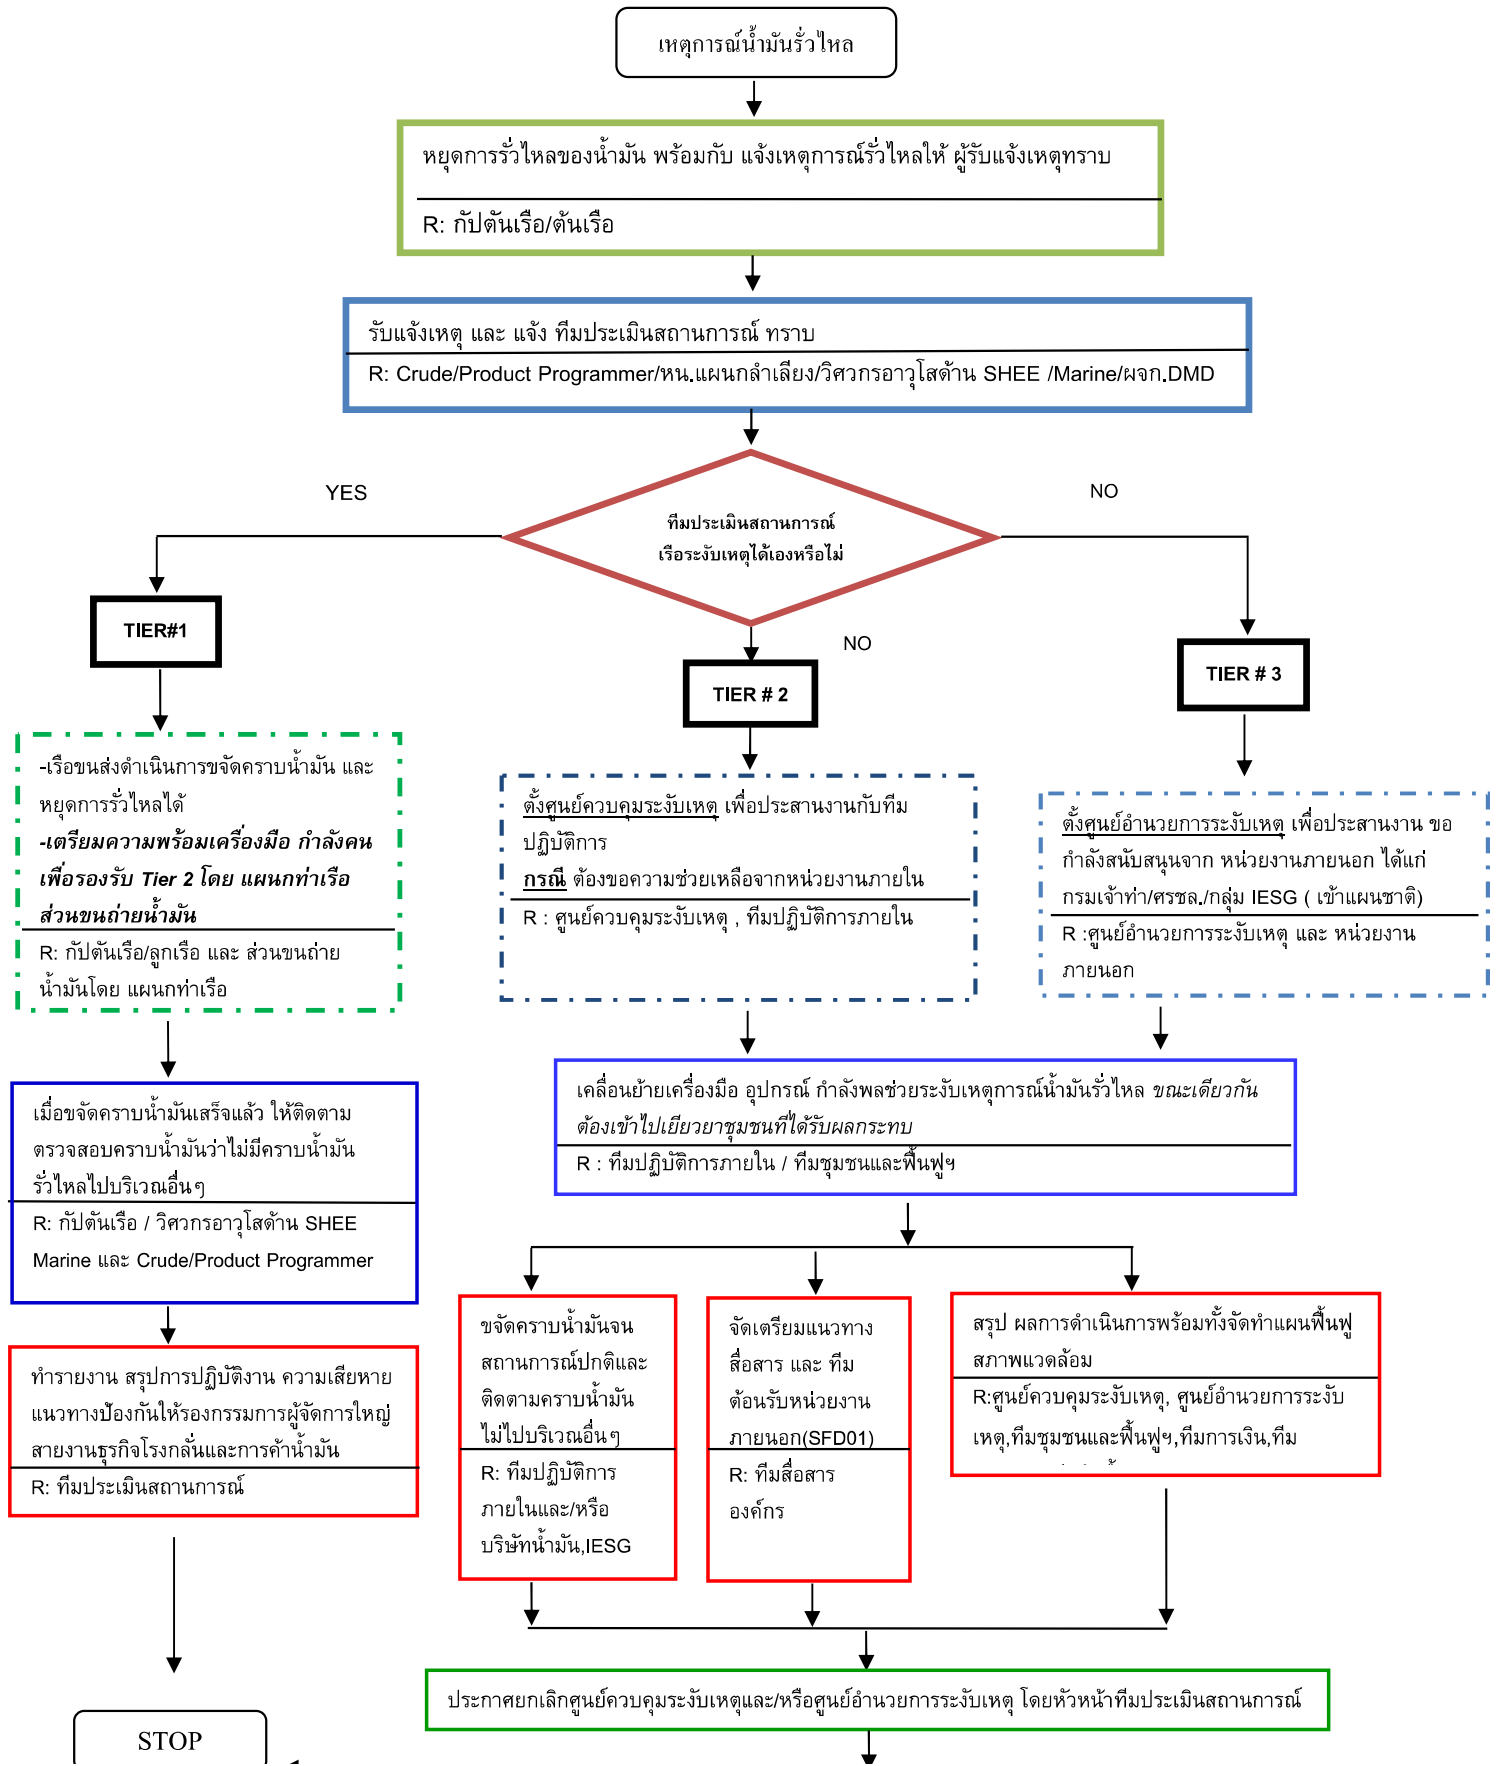 เหตุการณ์น้ำมันรั่วไหล
หยุดการรั่วไหลของน้ำมัน พร้อมกับ แจ้งเหตุการณ์รั่วไหลให้ ผู้รับแจ้งเหตุทราบ
R: กัปตันเรือ/ต้นเรือ
รับแจ้งเหตุ และ แจ้ง ทีมประเมินสถานการณ์ ทราบ
R: Crude/Product Programmer/หน.แผนกลำเลียง/วิศวกรอาวุโสด้าน SHEE /Marine/ผจก.DMD
YES
NO
ทีมประเมินสถานการณ์
เรือระงับเหตุได้เองหรือไม่
TIER#1
NO
TIER # 2
TIER # 3
-เรือขนส่งดำเนินการขจัดคราบน้ำมัน และ
หยุดการรั่วไหลได้
-เตรียมความพร้อมเครื่องมือ กำลังคน
เพื่อรองรับ Tier 2 โดย แผนกท่าเรือ
ส่วนขนถ่ายน้ำมัน
R: กัปตันเรือ/ลูกเรือ และ ส่วนขนถ่าย
น้ำมันโดย แผนกท่าเรือ
ตั้งศูนย์ควบคุมระงับเหตุ เพื่อประสานงานกับทีม
ปฏิบัติการ
กรณี ต้องขอความช่วยเหลือจากหน่วยงานภายใน
R : ศูนย์ควบคุมระงับเหตุ , ทีมปฏิบัติการภายใน
ตั้งศูนย์อำนวยการระงับเหตุ เพื่อประสานงาน ขอ
กำลังสนับสนุนจาก หน่วยงานภายนอก ได้แก่
กรมเจ้าท่า/ศรชล./กลุ่ม IESG ( เข้าแผนชาติ)
R :ศูนย์อำนวยการระงับเหตุ และ หน่วยงาน
ภายนอก
เมื่อขจัดคราบน้ำมันเสร็จแล้ว ให้ติดตาม
ตรวจสอบคราบน้ำมันว่าไม่มีคราบน้ำมัน
รั่วไหลไปบริเวณอื่นๆ
R: กัปตันเรือ / วิศวกรอาวุโสด้าน SHEE
Marine และ Crude/Product Programmer
เคลื่อนย้ายเครื่องมือ อุปกรณ์ กำลังพลช่วยระงับเหตุการณ์น้ำมันรั่วไหล ขณะเดียวกัน
ต้องเข้าไปเยียวยาชุมชนที่ได้รับผลกระทบ
R : ทีมปฏิบัติการภายใน / ทีมชุมชนและฟื้นฟูฯ
ทำรายงาน สรุปการปฏิบัติงาน ความเสียหาย
แนวทางป้องกันให้รองกรรมการผู้จัดการใหญ่
สายงานธุรกิจโรงกลั่นและการค้าน้ำมัน
R: ทีมประเมินสถานการณ์
ขจัดคราบน้ำมันจน
สถานการณ์ปกติและ
ติดตามคราบน้ำมัน
ไม่ไปบริเวณอื่นๆ
R: ทีมปฏิบัติการ
ภายในและ/หรือ
บริษัทน้ำมัน,IESG
จัดเตรียมแนวทาง
สื่อสาร และ ทีม
ต้อนรับหน่วยงาน
ภายนอก(SFD01)
R: ทีมสื่อสาร
องค์กร
สรุป ผลการดำเนินการพร้อมทั้งจัดทำแผนฟื้นฟู
สภาพแวดล้อม
R:ศูนย์ควบคุมระงับเหตุ, ศูนย์อำนวยการระงับ
เหตุ,ทีมชุมชนและฟื้นฟูฯ,ทีมการเงิน,ทีม
ประกาศยกเลิกศูนย์ควบคุมระงับเหตุและ/หรือศูนย์อำนวยการระงับเหตุ โดยหัวหน้าทีมประเมินสถานการณ์
STOP